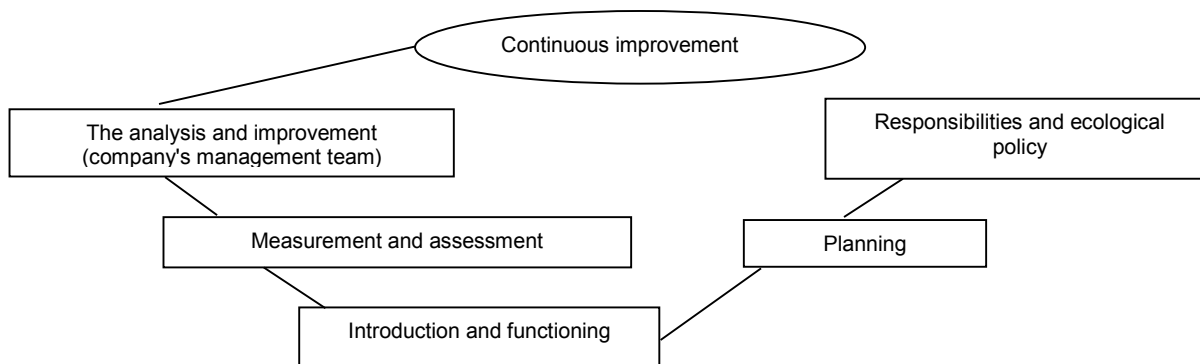 Continuous improvement
The analysis and improvement
(company's management team)
Responsibilities and ecological
policy
Measurement and assessment
Planning
Introduction and functioning